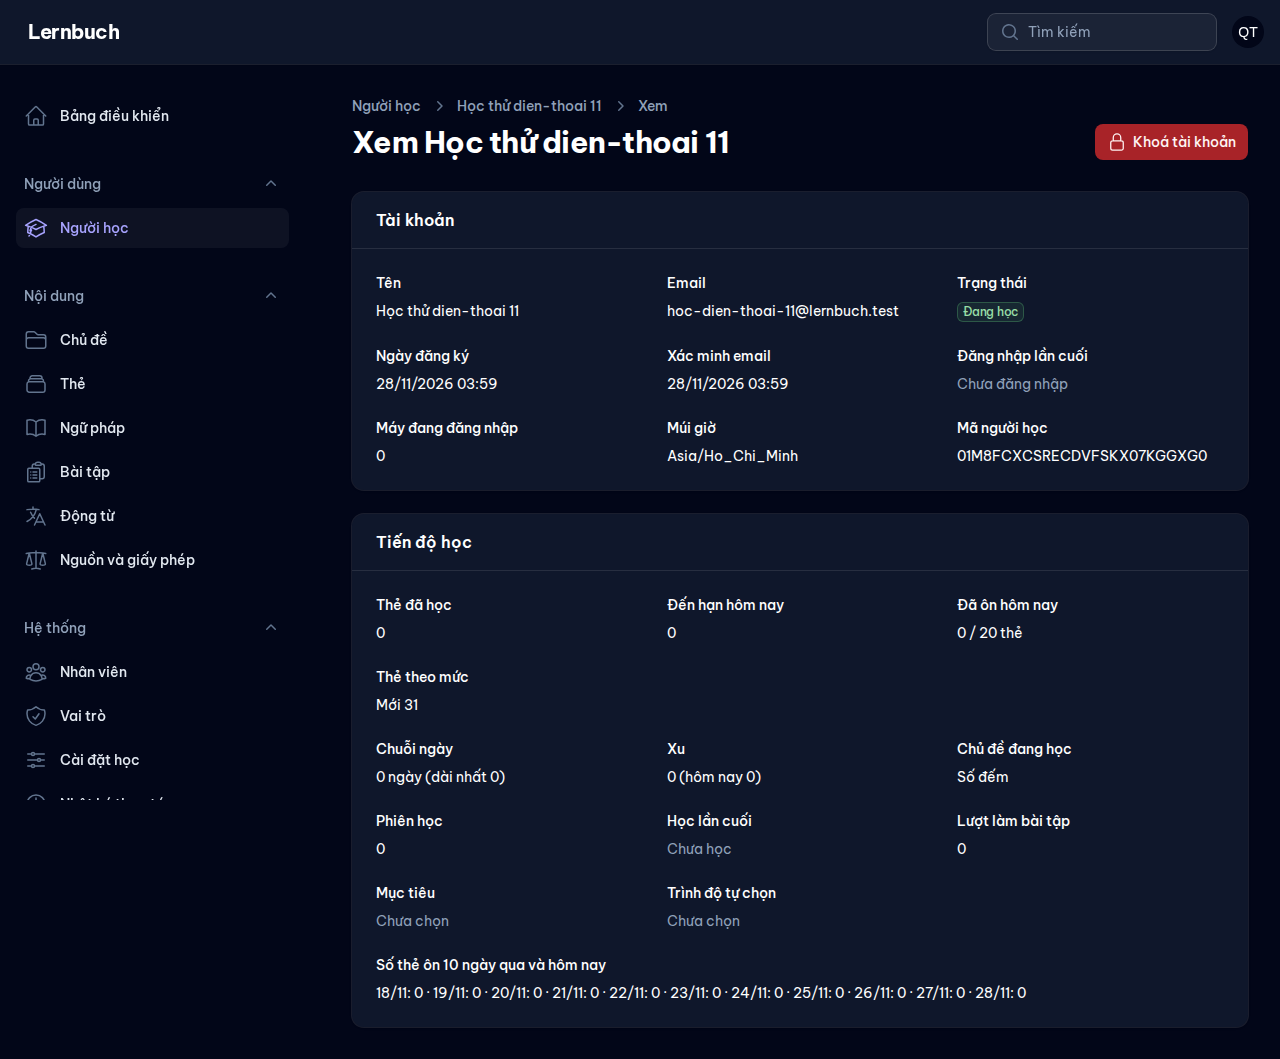 Lernbuch
Tìm kiếm
QT
Bảng điều khiển
Người dùng
Người học
Nội dung
Chủ đề
Thẻ
Ngữ pháp
Bài tập
Động từ
Nguồn và giấy phép
Hệ thống
Nhân viên
Vai trò
Cài đặt học
Người học > Học thử dien-thoai 11 > Xem
Xem Học thử dien-thoai 11
Khoá tài khoản
Tài khoản
Tên Email Trạng thái
Học thử dien-thoai 11 hoc-dien-thoai-11@lernbuch.test Đang học
Ngày đăng ký Xác minh email Đăng nhập lần cuối
28/11/2026 03:59 28/11/2026 03:59 Chưa đăng nhập
Máy đang đăng nhập Múi giờ Mã người học
0 Asia/Ho_Chi_Minh 01M8FCXCSRECDVFSKX07KGGXG0
Tiến độ học
Thẻ đã học Đến hạn hôm nay Đã ôn hôm nay
0 0 0 / 20 thẻ
Thẻ theo mức
Mới 31
Chuỗi ngày Xu Chủ đề đang học
0 ngày (dài nhất 0) 0 (hôm nay 0) Số đếm
Phiên học Học lần cuối Lượt làm bài tập
0 Chưa học 0
Mục tiêu Trình độ tự chọn
Chưa chọn Chưa chọn
Số thẻ ôn 10 ngày qua và hôm nay
18/11: 0 · 19/11: 0 · 20/11: 0 · 21/11: 0 · 22/11: 0 · 23/11: 0 · 24/11: 0 · 25/11: 0 · 26/11: 0 · 27/11: 0 · 28/11: 0